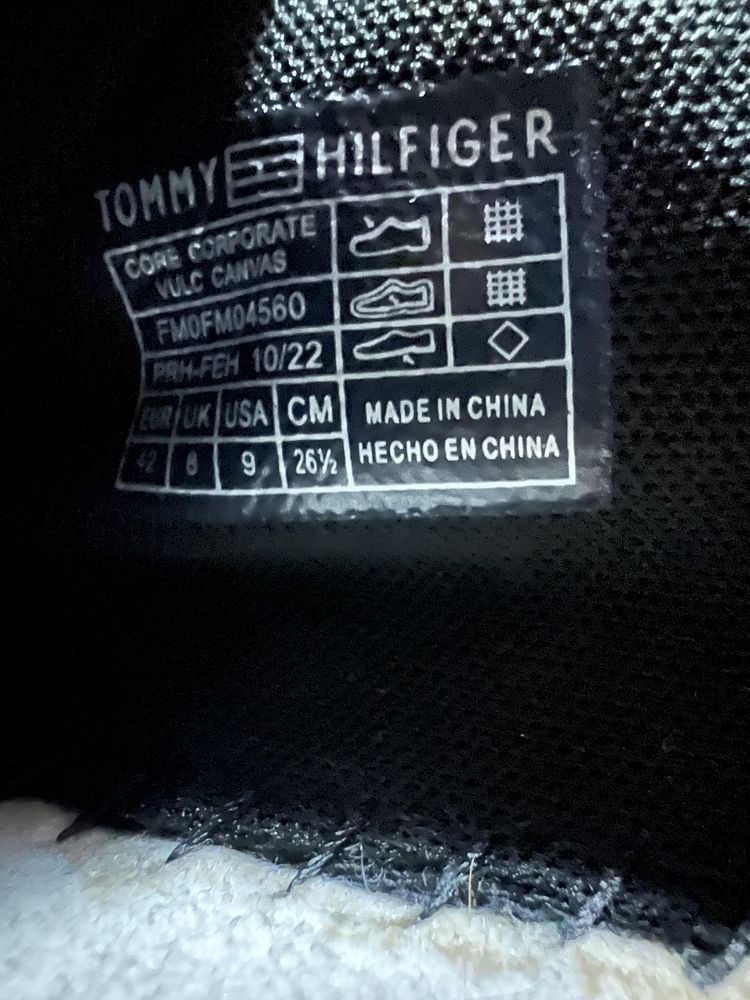 TOMMY HILFIGER
CORE CORPORATE
VULC CANVAS
FM0FM04560
PRH-FEH 10/22
EUR UK USA CM
42 8 9 26½
MADE IN CHINA
HECHO EN CHINA